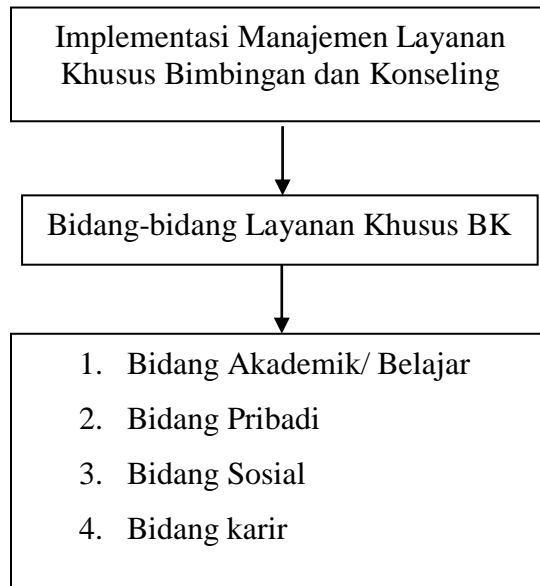 Implementasi Manajemen Layanan
Khusus Bimbingan dan Konseling
Bidang-bidang Layanan Khusus BK
1. Bidang Akademik/ Belajar
2. Bidang Pribadi
3. Bidang Sosial
4. Bidang karir